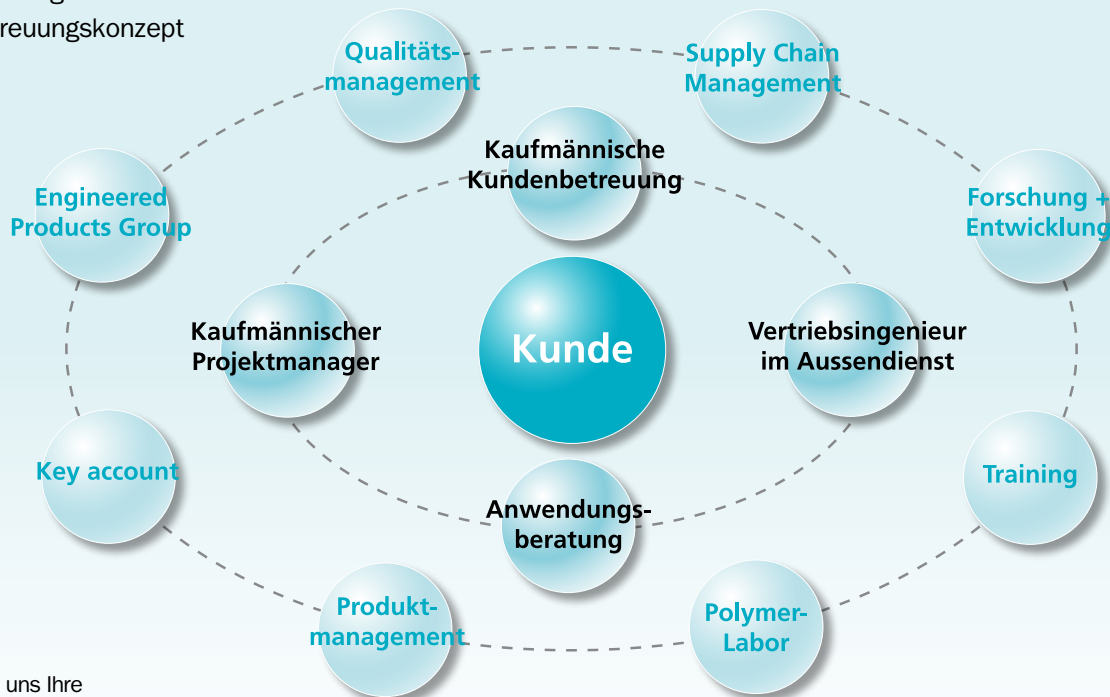 reuungskonzept
Qualitäts-
management
Supply Chain
Management
Kaufmännische
Kundenbetreuung
Engineered
Products Group
Forschung +
Entwicklung
Kaufmännischer
Projektmanager
Kunde
Vertriebsingenieur
im Aussendienst
Key account
Training
Anwendungs-
beratung
Produkt-
management
Polymer-
Labor
uns Ihre